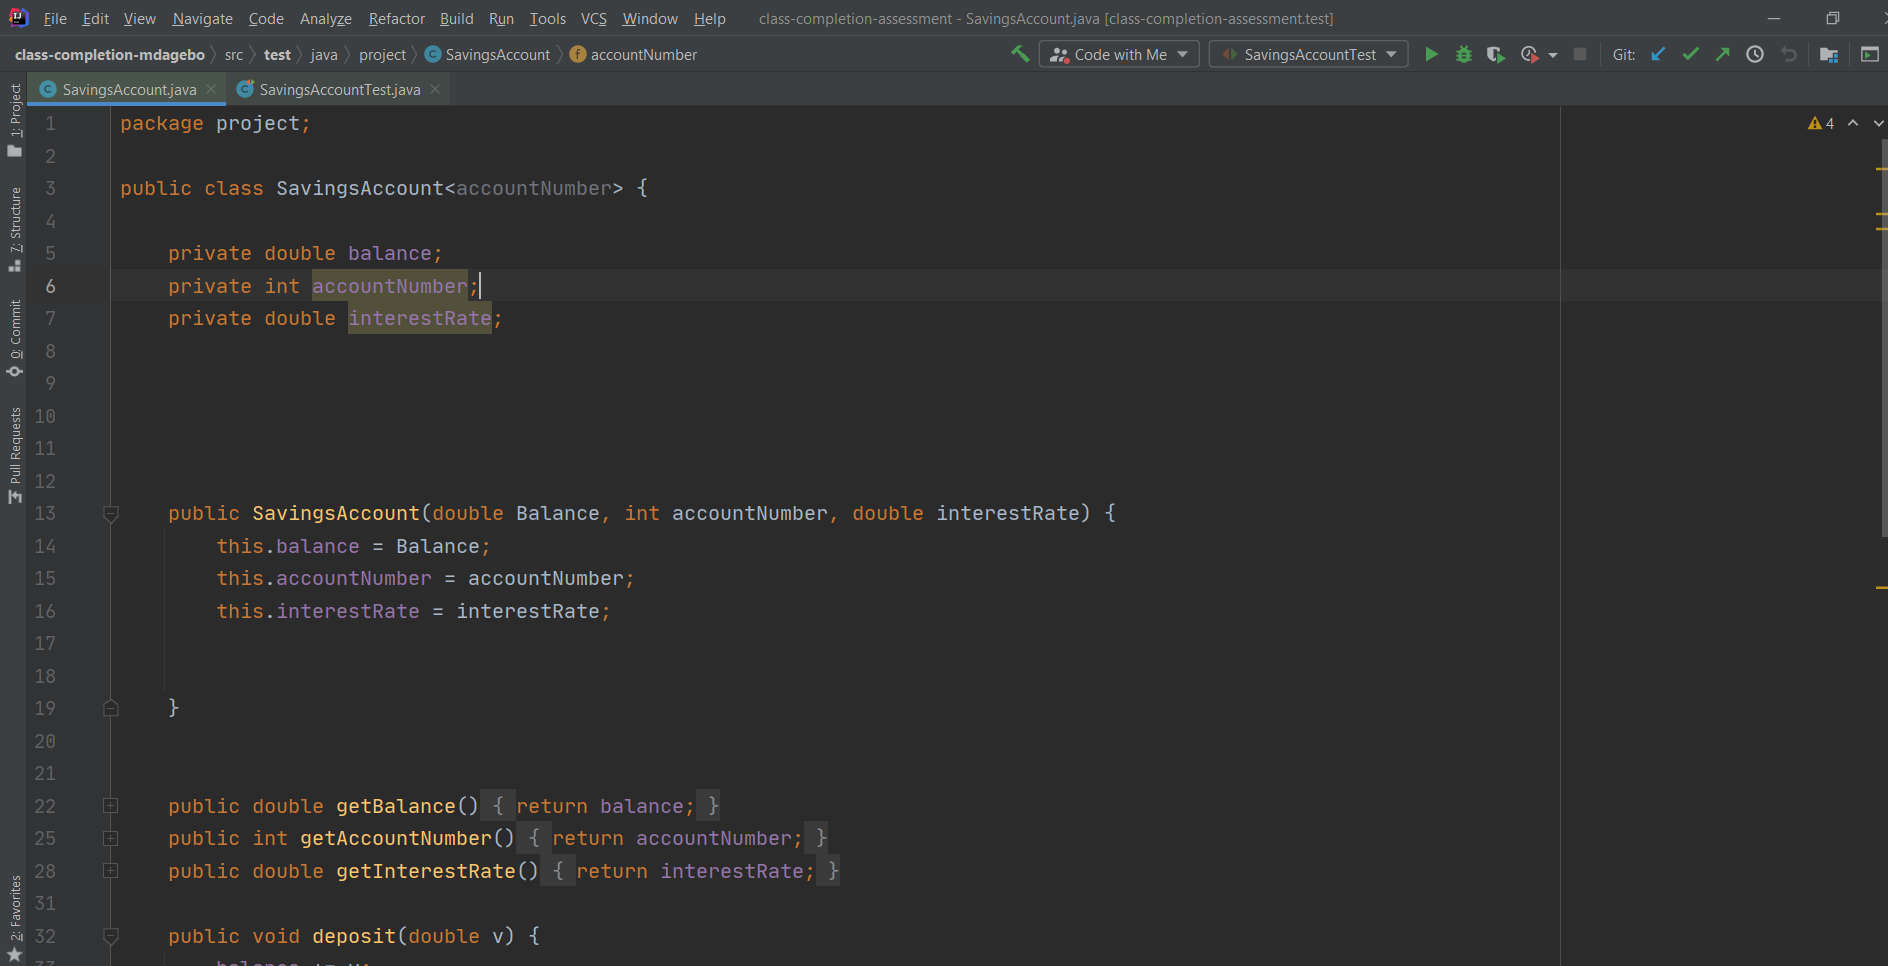 File Edit View Navigate Code Analyze Refactor Build Run Tools VCS Window Help class-completion-assessment - SavingsAccount.java [class-completion-assessment.test]
class-completion-mdagebo src test java project SavingsAccount accountNumber Code with Me SavingsAccountTest Git:
SavingsAccount.java SavingsAccountTest.java
1: Project
7: Structure
0: Commit
Pull Requests
2: Favorites
4
1 package project;
2
3 public class SavingsAccount<accountNumber> {
4
5 private double balance;
6 private int accountNumber;
7 private double interestRate;
8
9
10
11
12
13 public SavingsAccount(double Balance, int accountNumber, double interestRate) {
14 this.balance = Balance;
15 this.accountNumber = accountNumber;
16 this.interestRate = interestRate;
17
18
19 }
20
21
22 public double getBalance() { return balance; }
25 public int getAccountNumber() { return accountNumber; }
28 public double getInterestRate() { return interestRate; }
31
32 public void deposit(double v) {